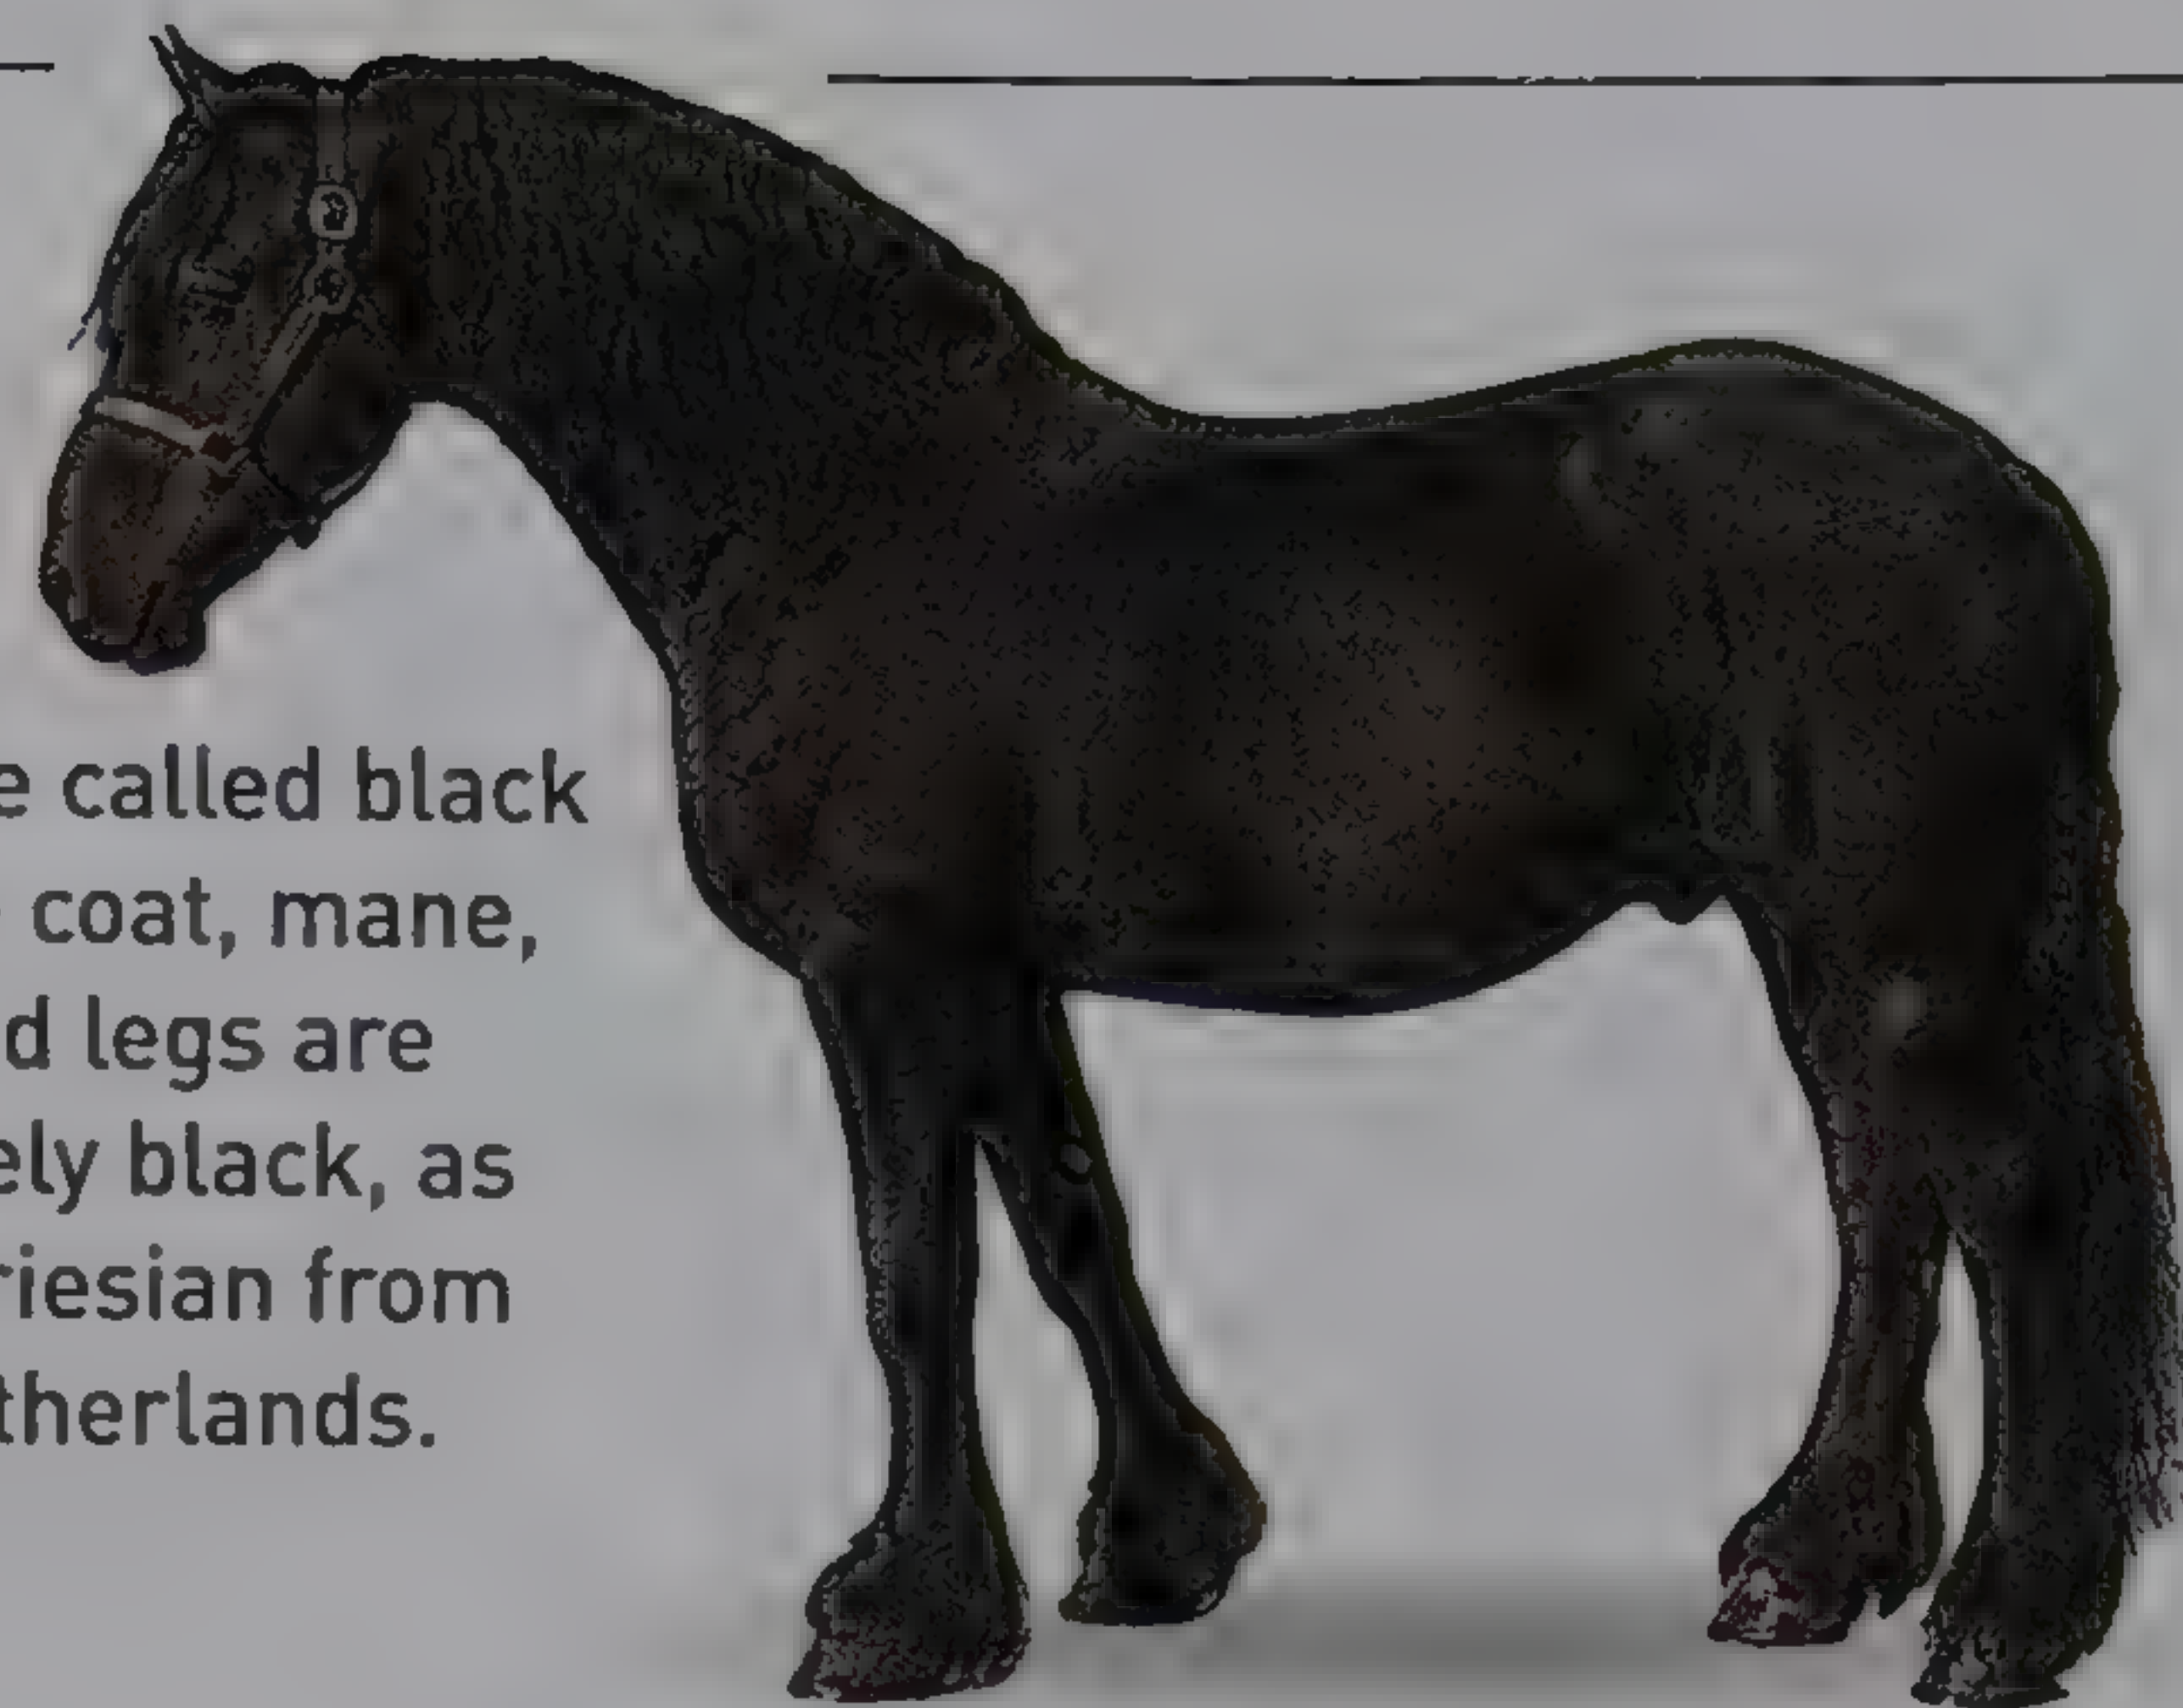 e called black
coat, mane,
d legs are
ely black, as
riesian from
therlands.